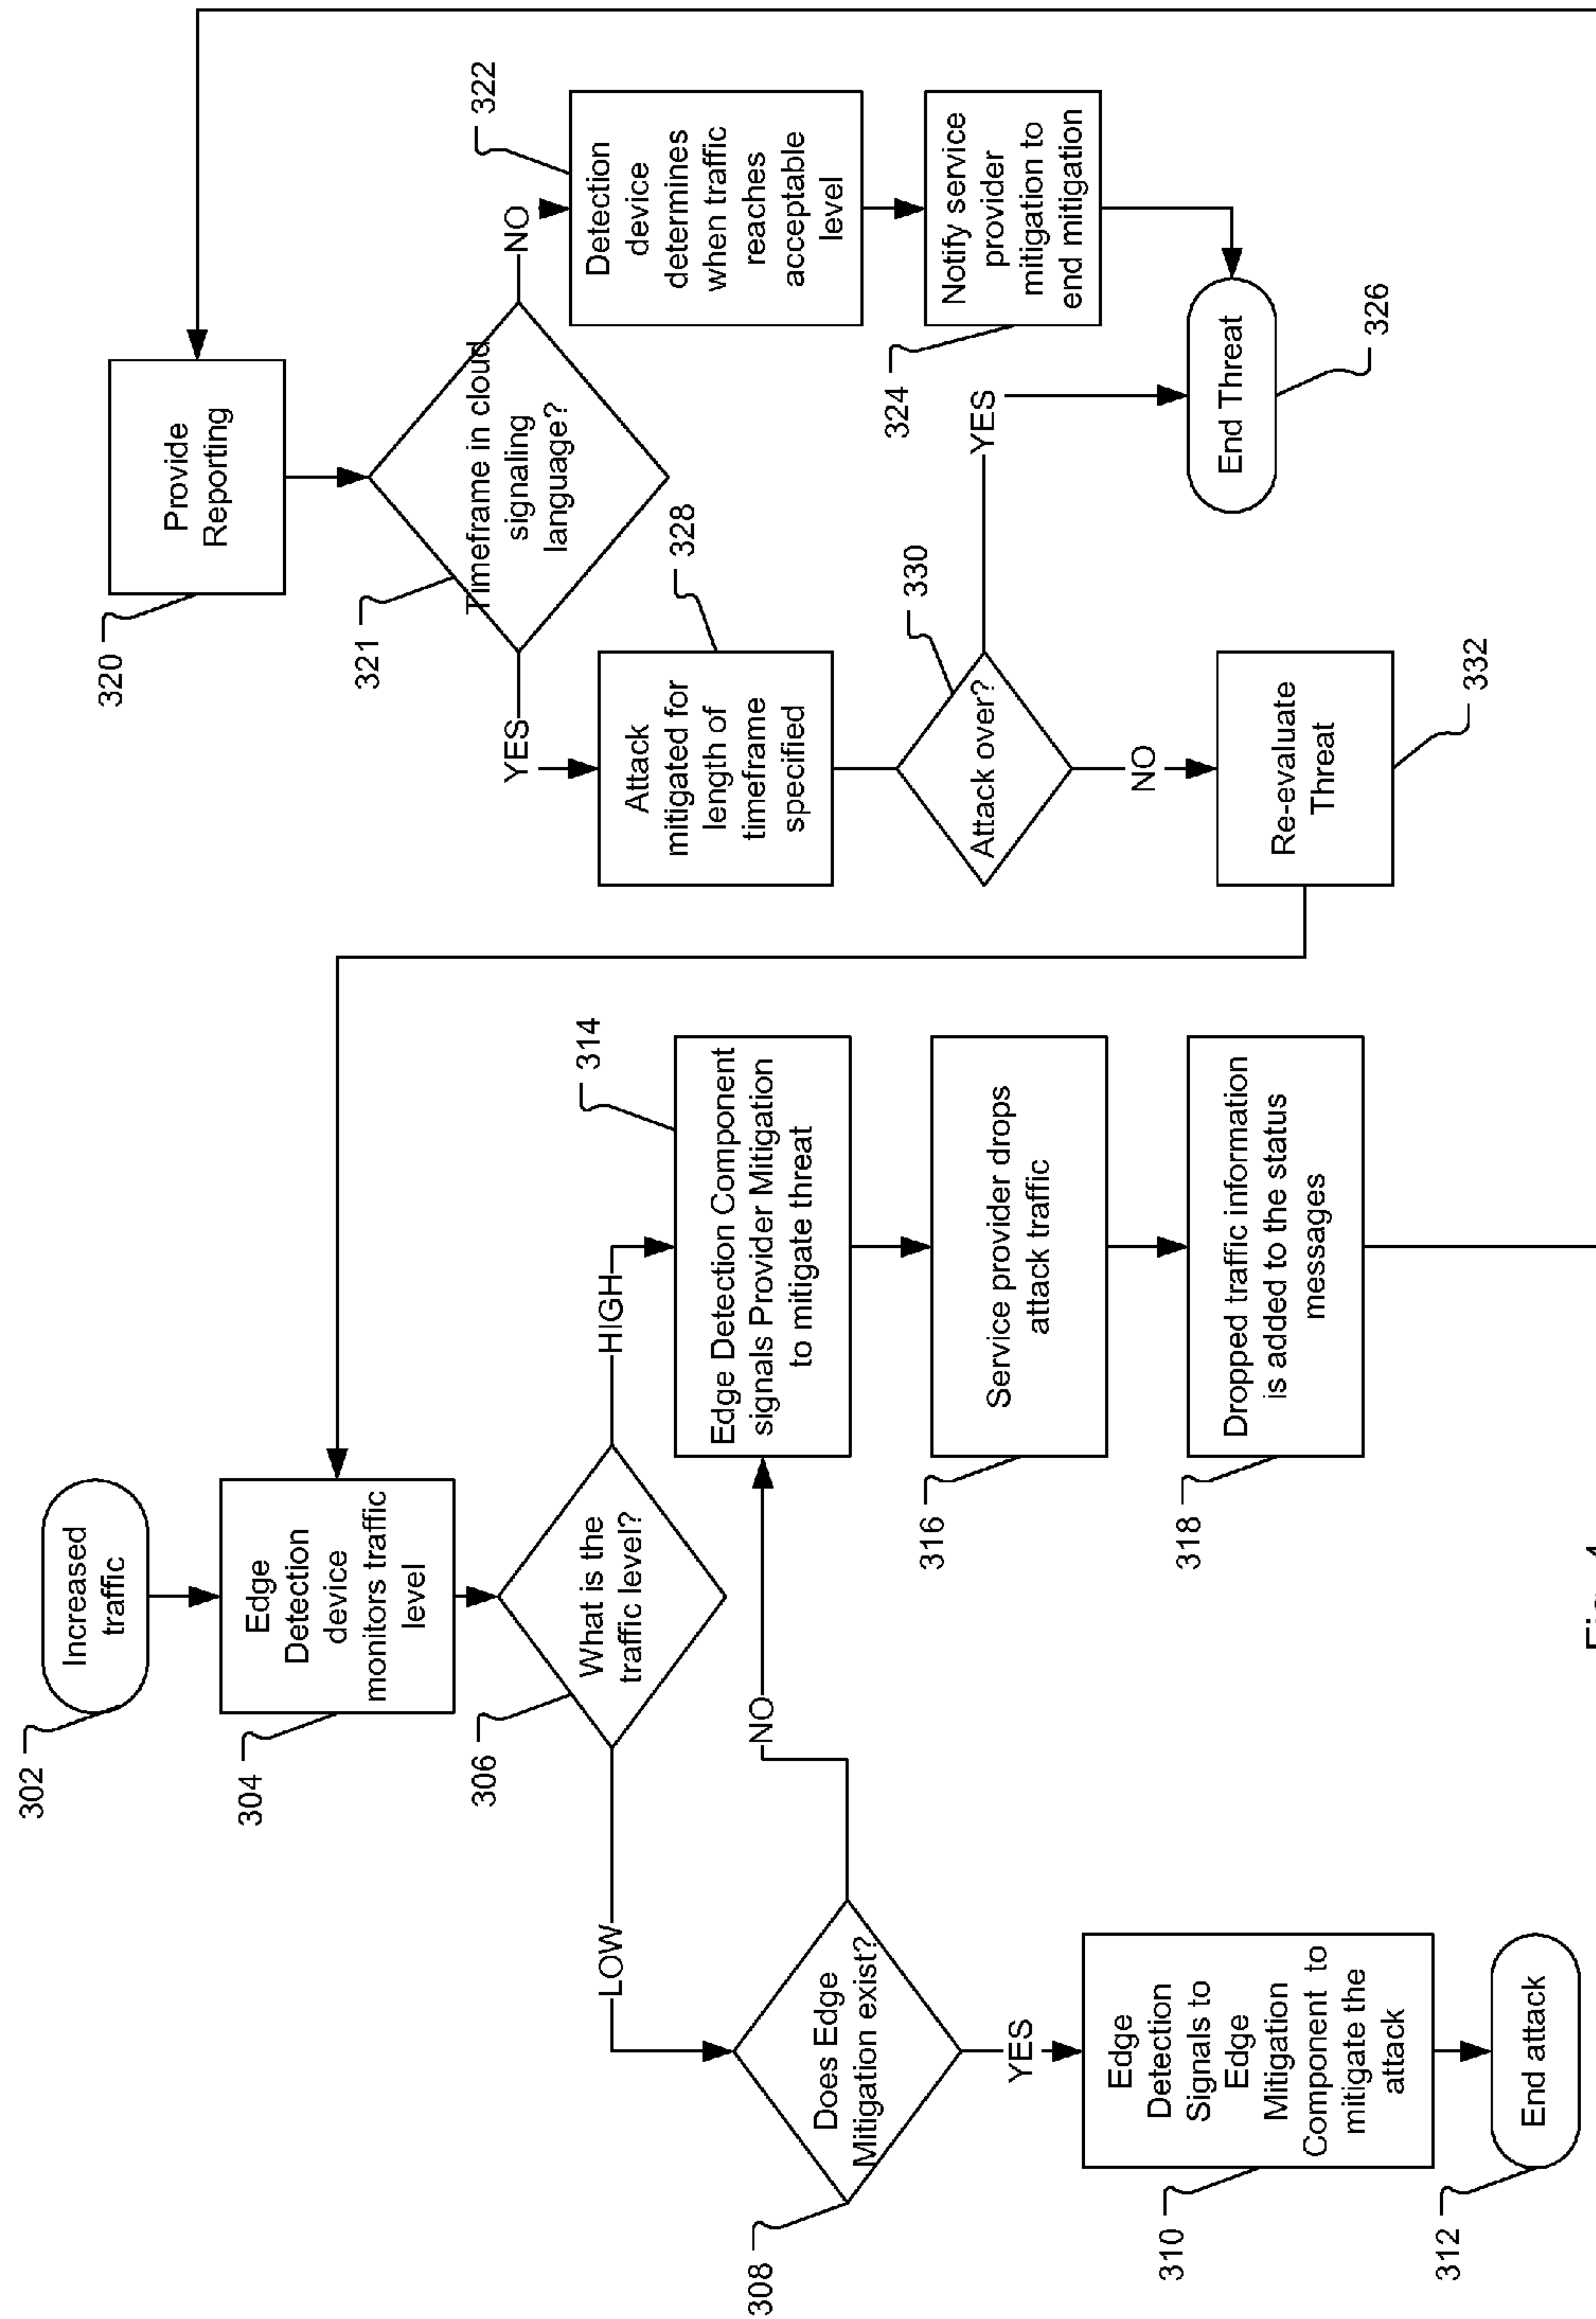 302
Increased
traffic
304
Edge
Detection
device
monitors traffic
level
306
What is the
traffic level?
LOW
HIGH
308
Does Edge
Mitigation exist?
NO
YES
310
Edge
Detection
Signals to
Edge
Mitigation
Component to
mitigate the
attack
312
End attack
314
Edge Detection Component
signals Provider Mitigation
to mitigate threat
316
Service provider drops
attack traffic
318
Dropped traffic information
is added to the status
messages
320
Provide
Reporting
321
Timeframe in cloud
signaling
language?
YES
NO
322
Detection
device
determines
when traffic
reaches
acceptable
level
324
Notify service
provider
mitigation to
end mitigation
326
End Threat
328
Attack
mitigated for
length of
timeframe
specified
330
Attack over?
YES
NO
332
Re-evaluate
Threat